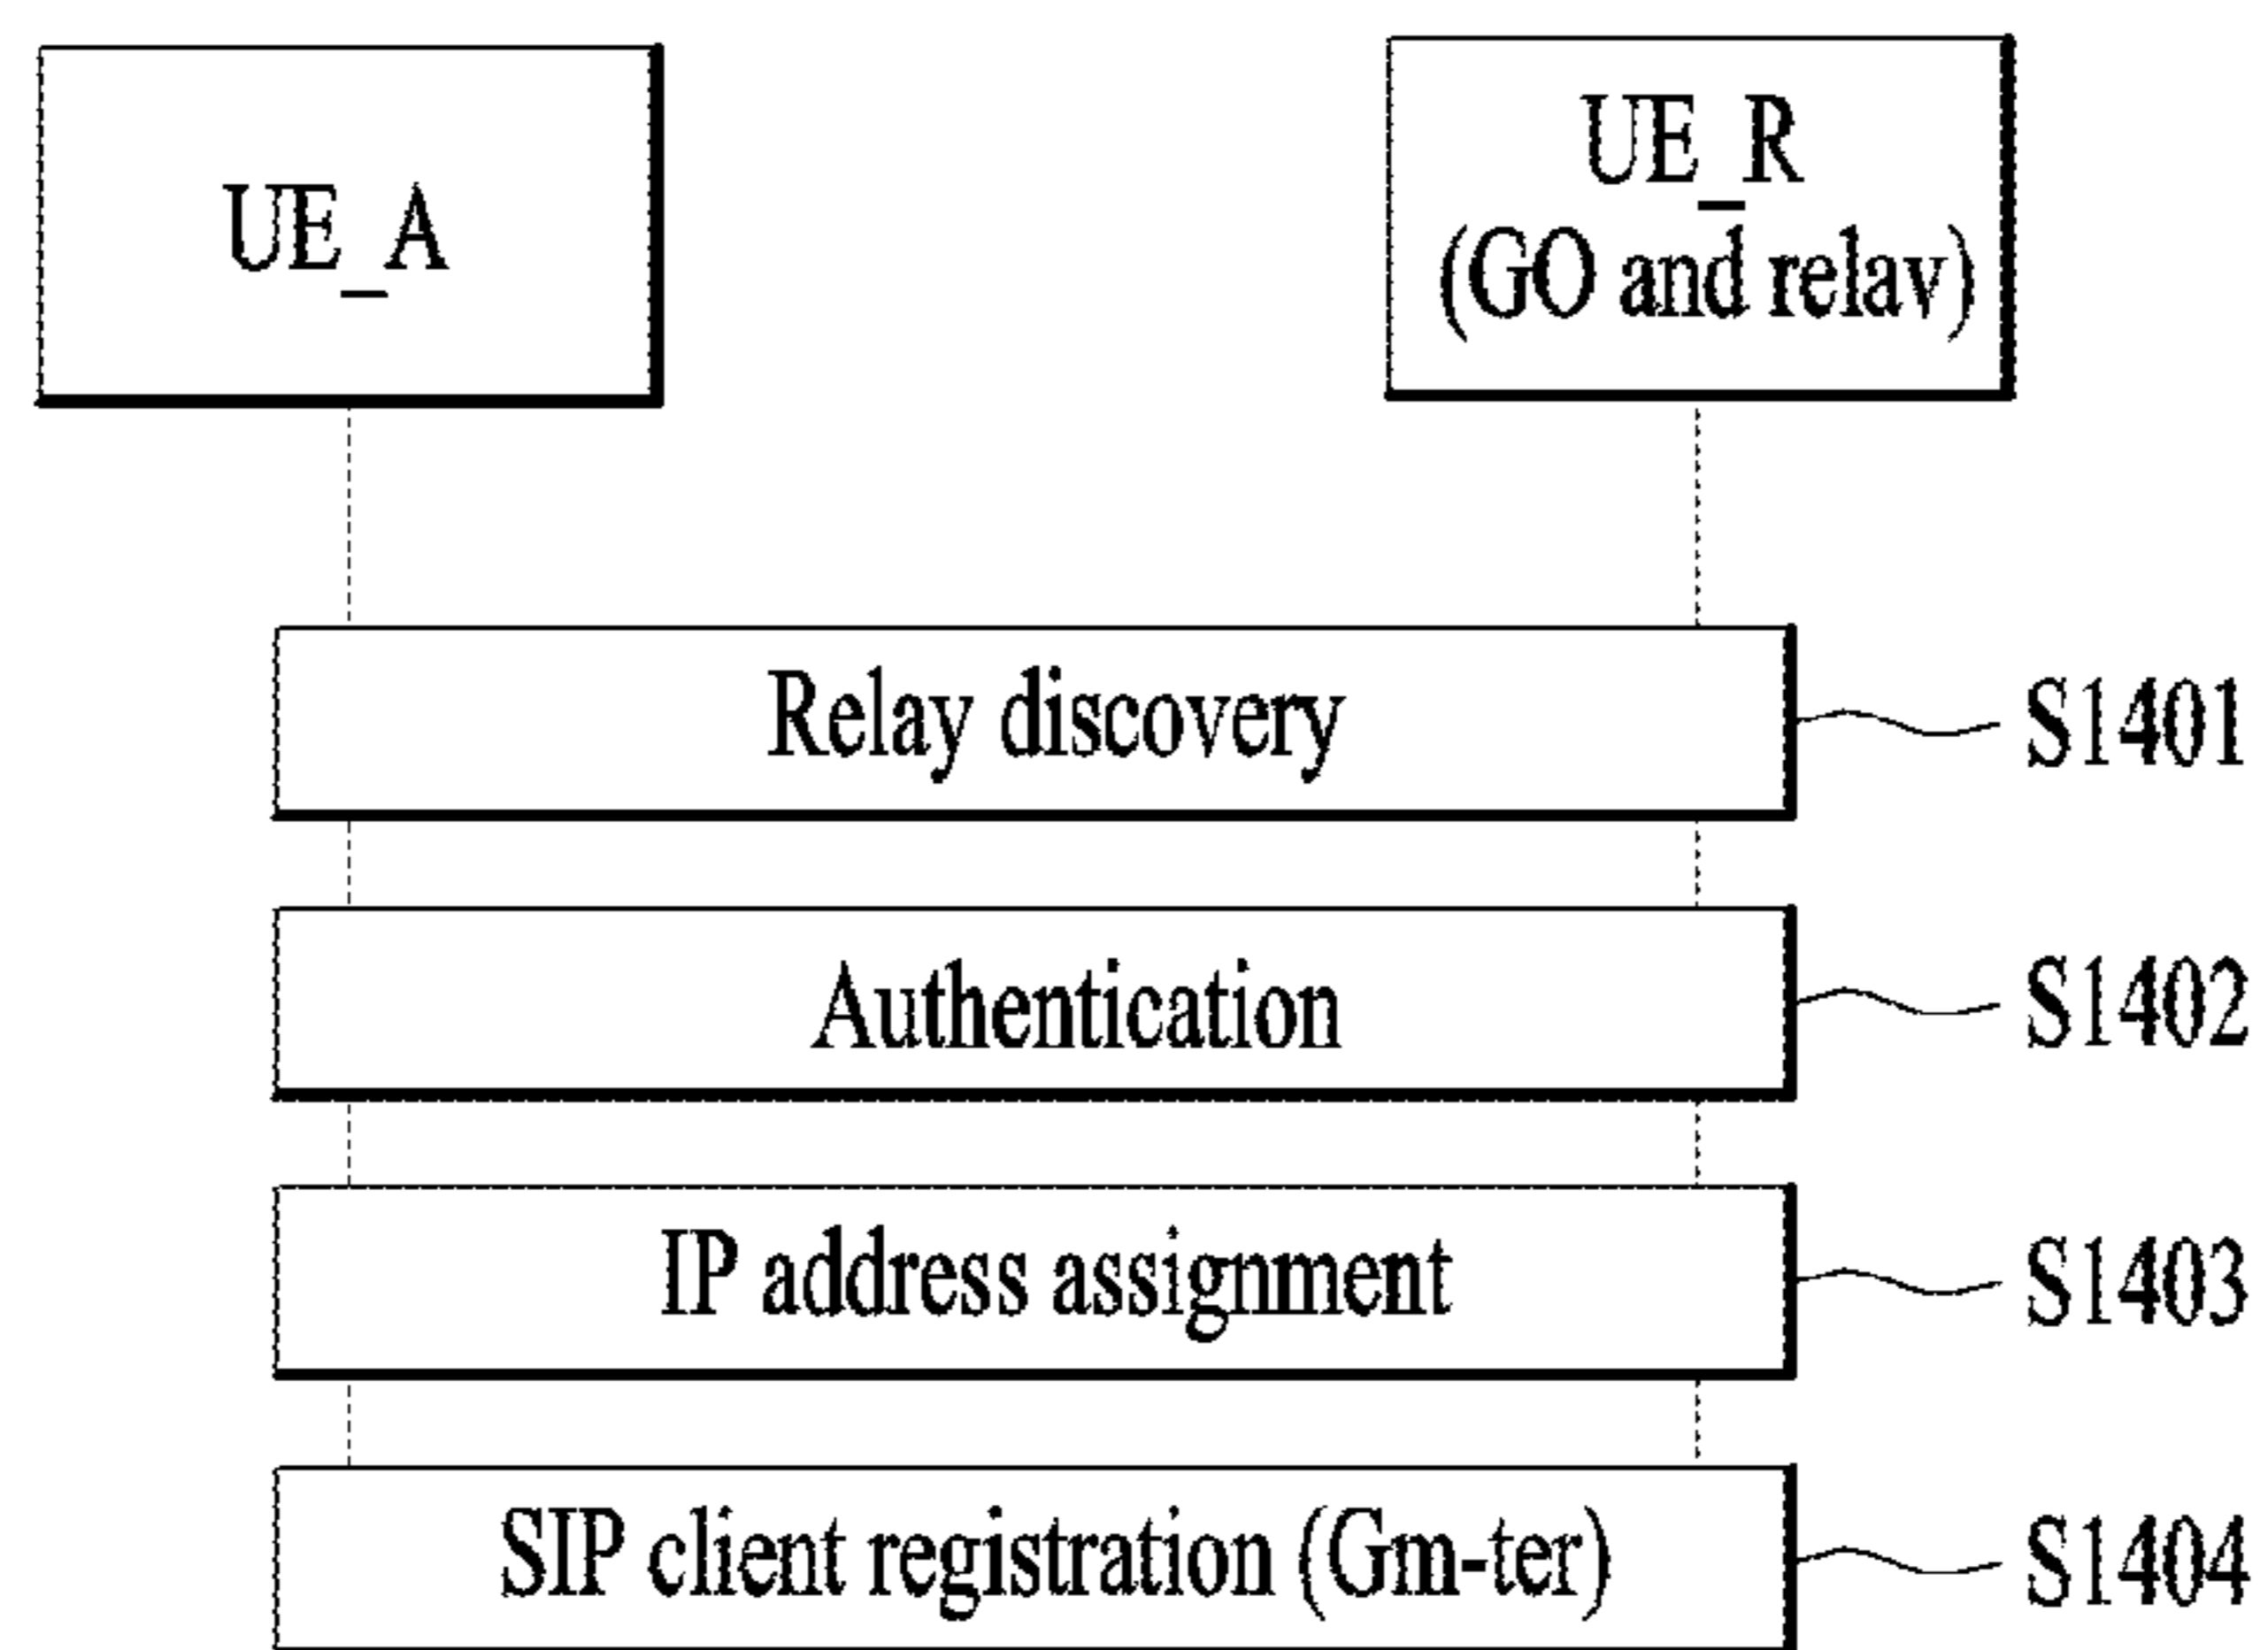 UE_A
UE_R
(GO and relav)
Relay discovery
S1401
Authentication
S1402
IP address assignment
S1403
SIP client registration (Gm-ter)
S1404